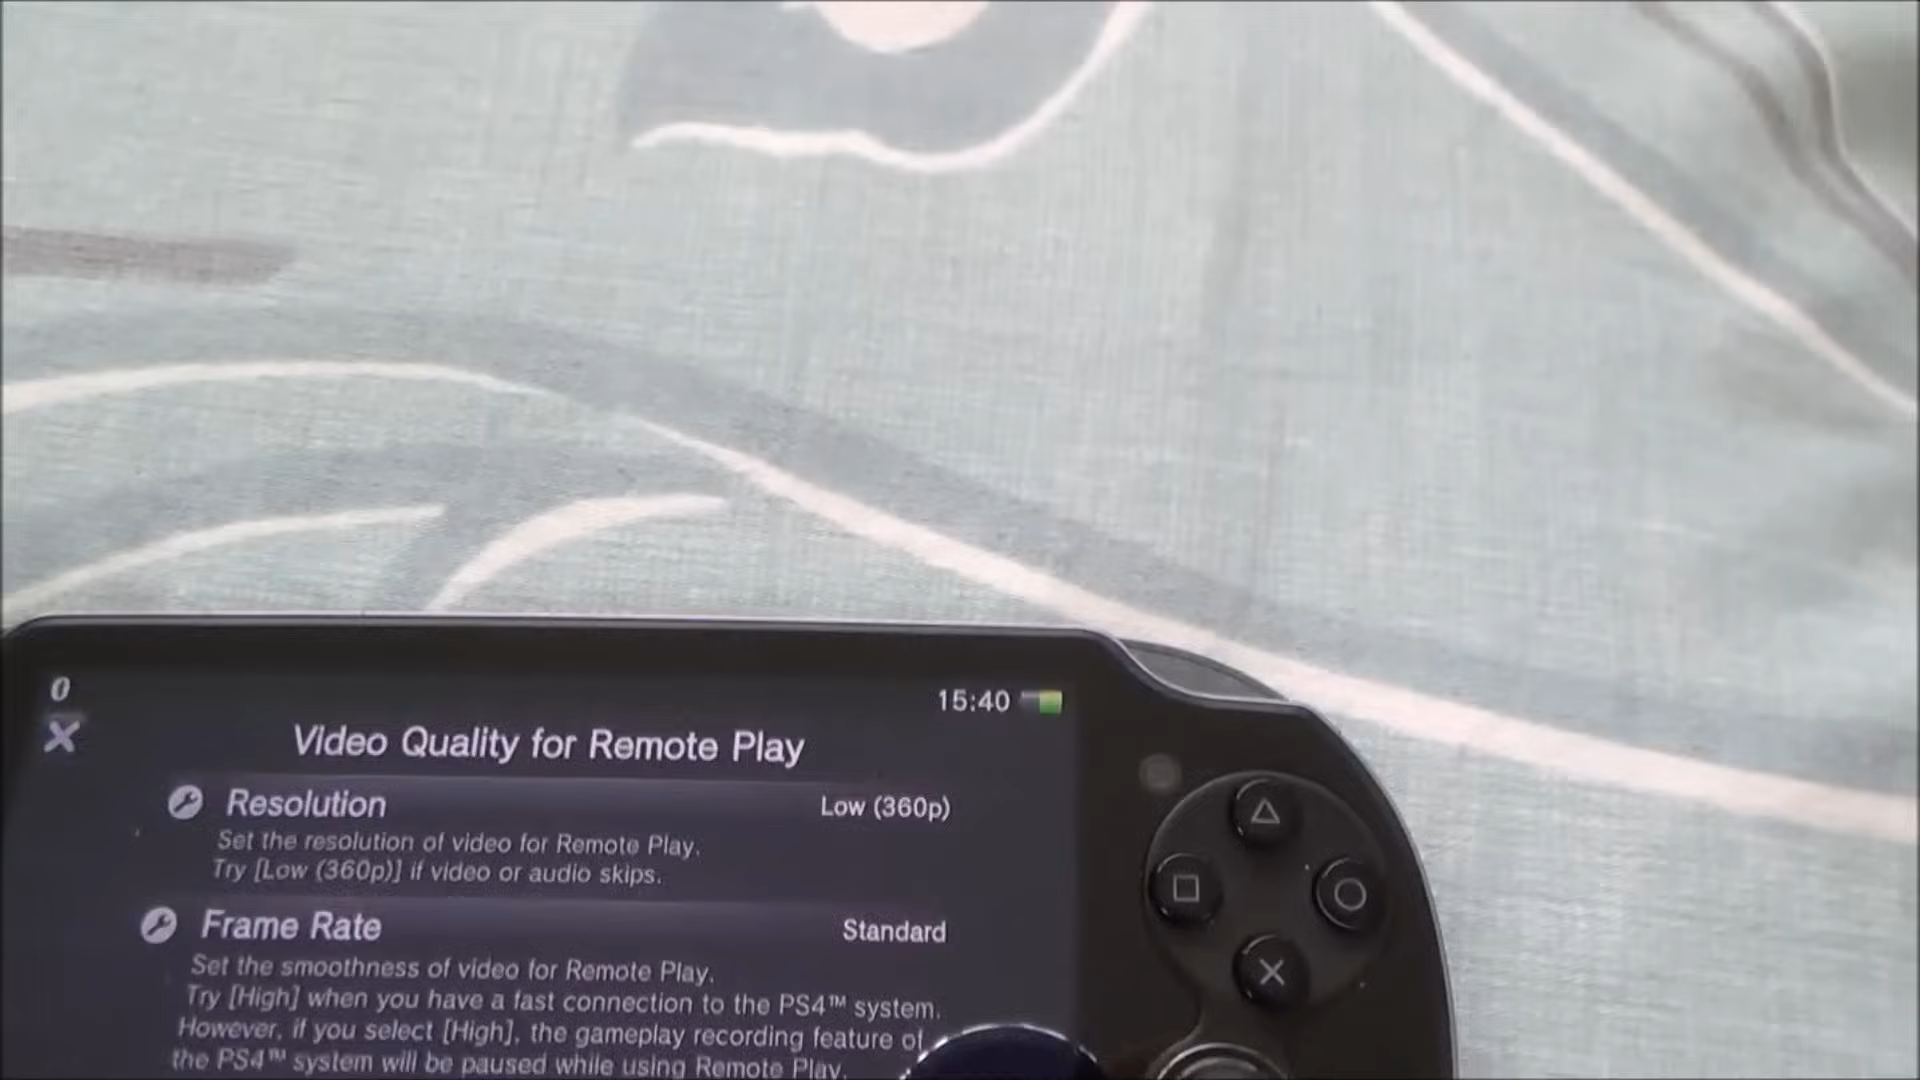 0
15:40
Video Quality for Remote Play
Resolution Low (360p)
Set the resolution of video for Remote Play.
Try [Low (360p)] if video or audio skips.
Frame Rate Standard
Set the smoothness of video for Remote Play.
Try [High] when you have a fast connection to the PS4™ system.
However, if you select [High], the gameplay recording feature of
the PS4™ system will be paused while using Remote Play.